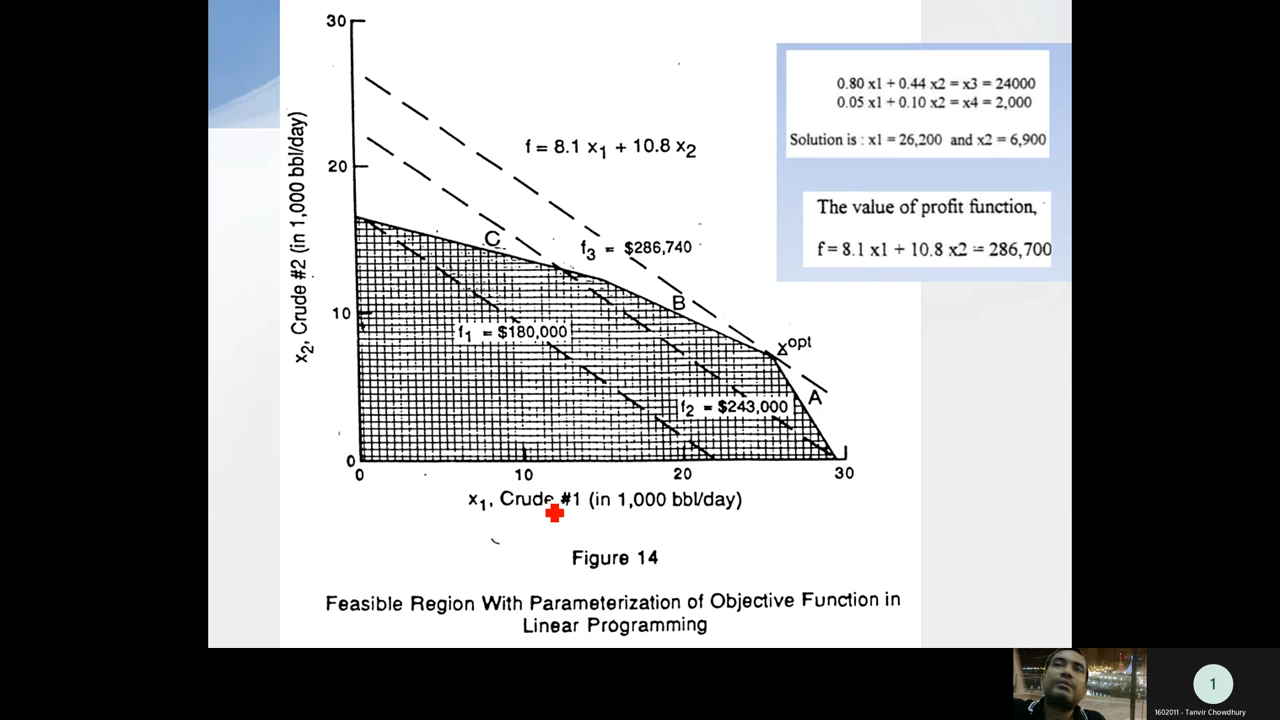 30
20
10
0
0
10
20
30
x2, Crude #2 (in 1,000 bbl/day)
f = 8.1 x1 + 10.8 x2
C
f3 = $286,740
B
f1 = $180,000
xopt
A
f2 = $243,000
x1, Crude #1 (in 1,000 bbl/day)
Figure 14
Feasible Region With Parameterization of Objective Function in
Linear Programming
0.80 x1 + 0.44 x2 = x3 = 24000
0.05 x1 + 0.10 x2 = x4 = 2,000
Solution is : x1 = 26,200 and x2 = 6,900
The value of profit function,
f = 8.1 x1 + 10.8 x2 = 286,700
1
1602011 - Tanvir Chowdhury